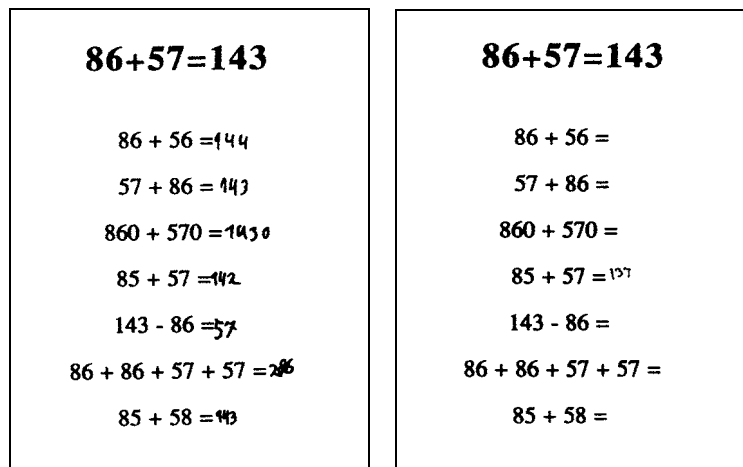 86+57=143
86 + 56 =144
57 + 86 = 143
860 + 570 =1430
85 + 57 =142
143 - 86 =57
86 + 86 + 57 + 57 =286
85 + 58 =143
86+57=143
86 + 56 =
57 + 86 =
860 + 570 =
85 + 57 =137
143 - 86 =
86 + 86 + 57 + 57 =
85 + 58 =